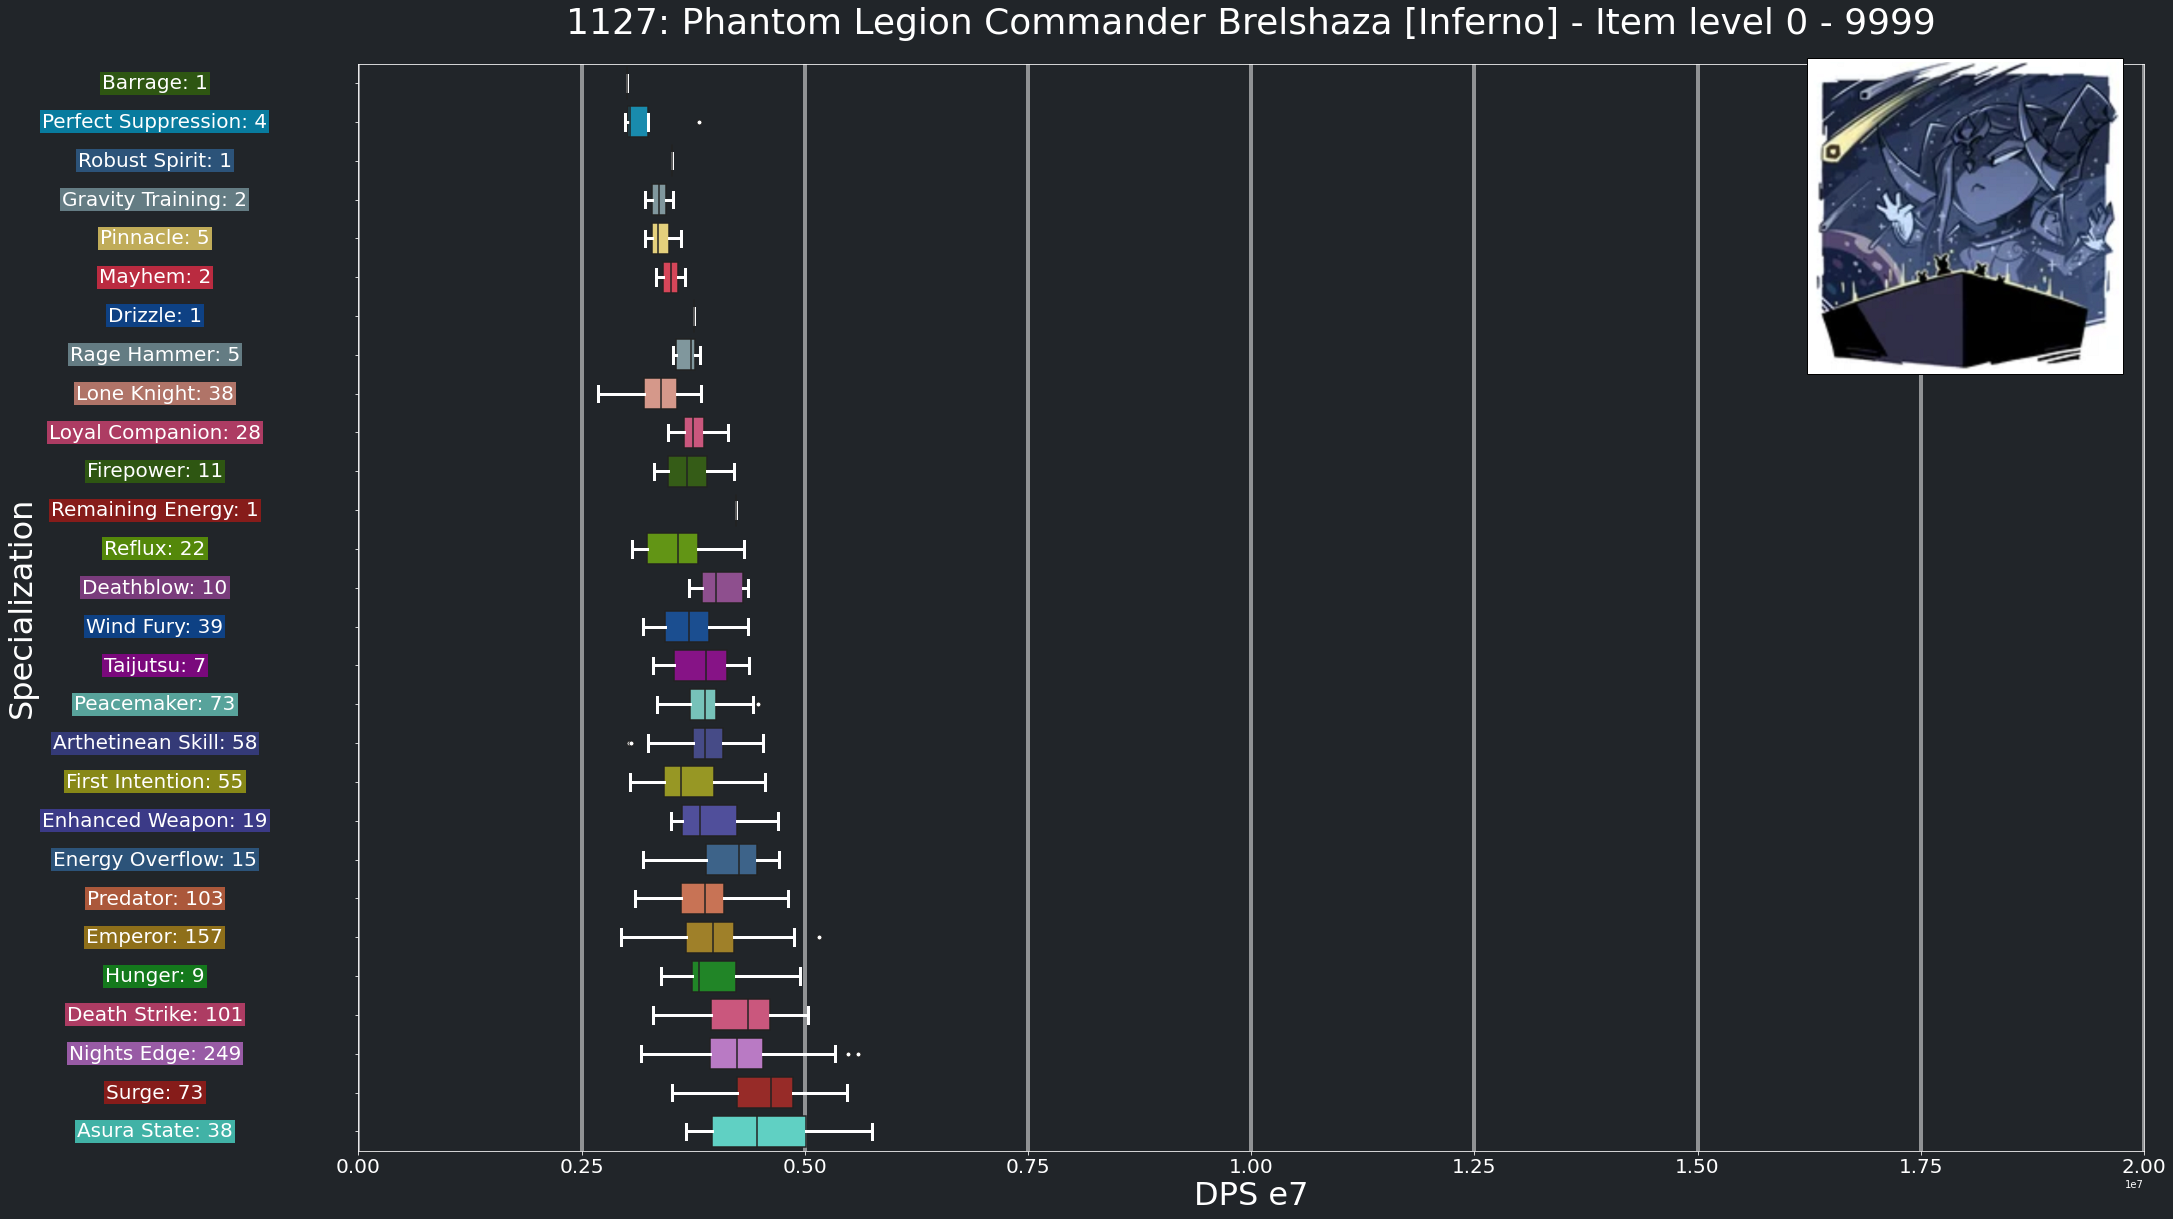 1127: Phantom Legion Commander Brelshaza [Inferno] - Item level 0 - 9999
Specialization
Barrage: 1
Perfect Suppression: 4
Robust Spirit: 1
Gravity Training: 2
Pinnacle: 5
Mayhem: 2
Drizzle: 1
Rage Hammer: 5
Lone Knight: 38
Loyal Companion: 28
Firepower: 11
Remaining Energy: 1
Reflux: 22
Deathblow: 10
Wind Fury: 39
Taijutsu: 7
Peacemaker: 73
Arthetinean Skill: 58
First Intention: 55
Enhanced Weapon: 19
Energy Overflow: 15
Predator: 103
Emperor: 157
Hunger: 9
Death Strike: 101
Nights Edge: 249
Surge: 73
Asura State: 38
0.00 0.25 0.50 0.75 1.00 1.25 1.50 1.75 2.00
1e7
DPS e7